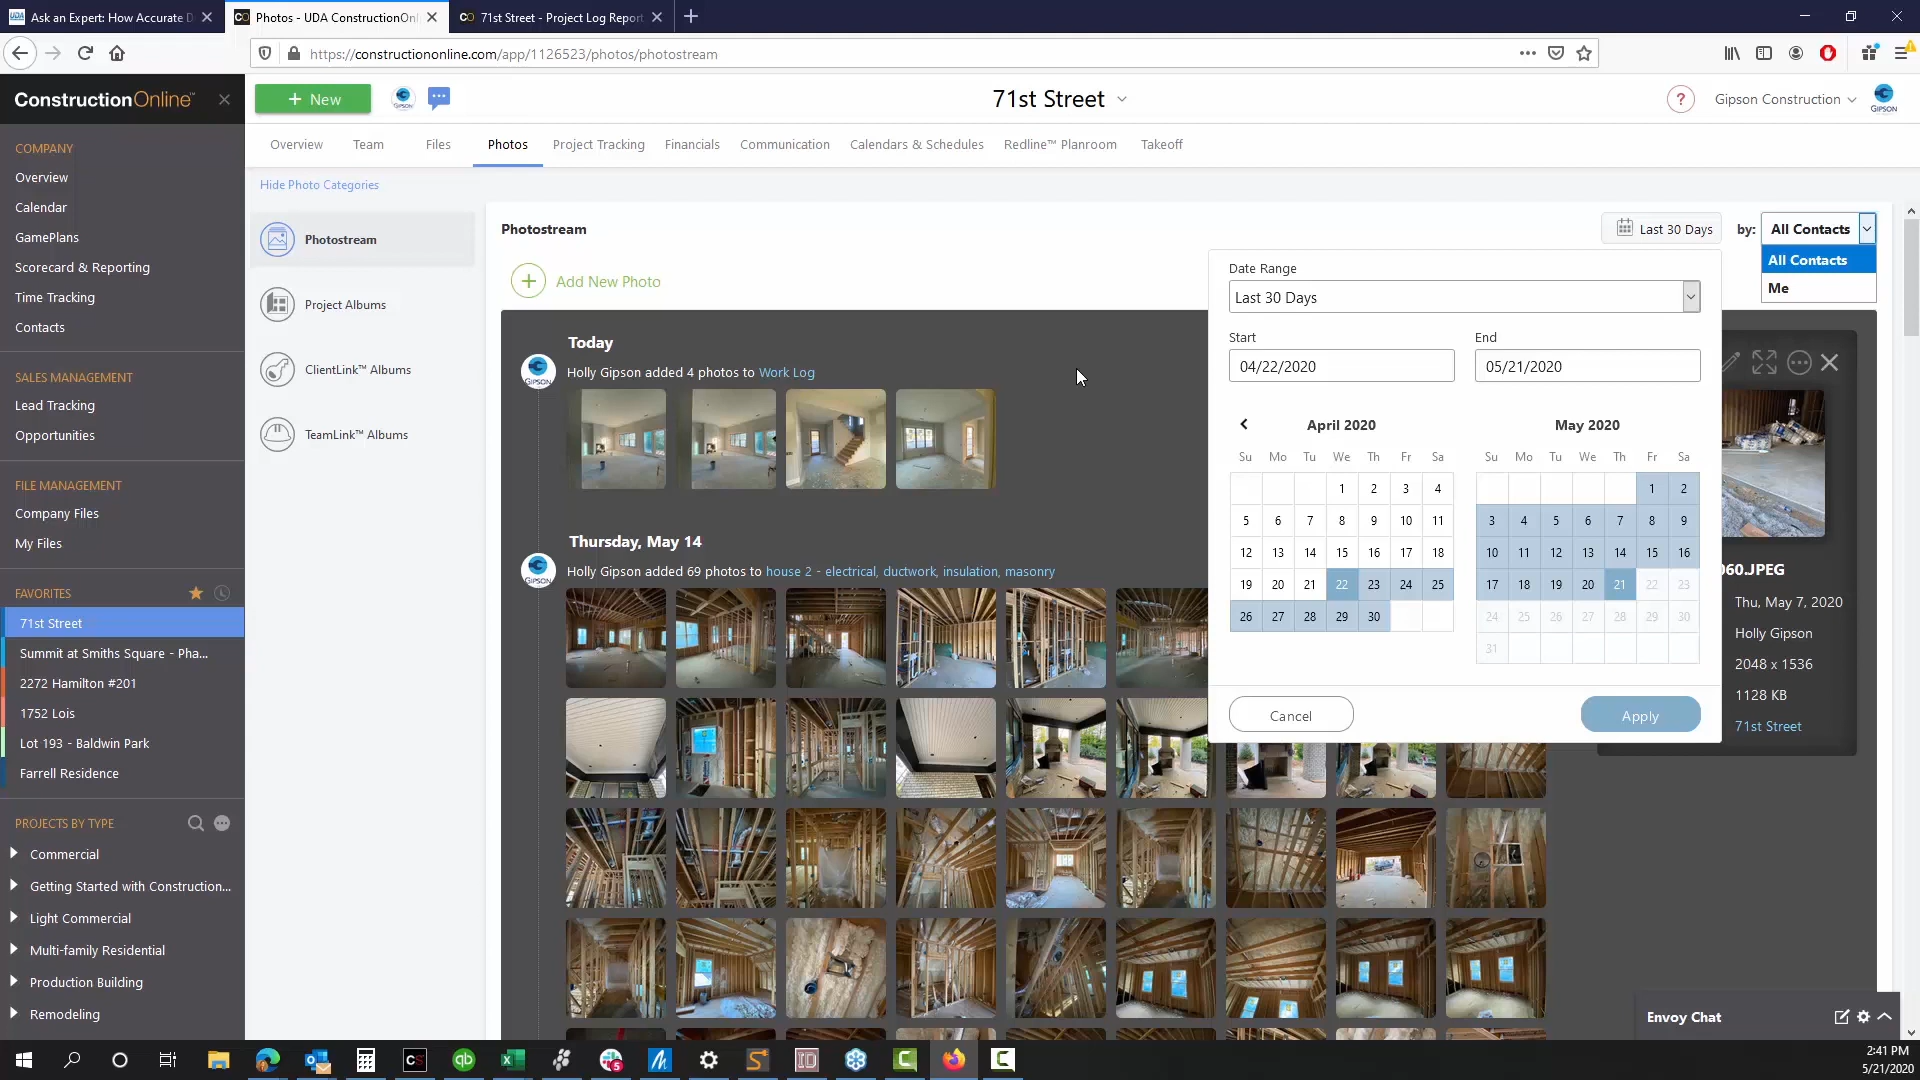 Ask an Expert: How Accurate D
Photos - UDA ConstructionOnl
71st Street - Project Log Report
https://constructiononline.com/app/1126523/photos/photostream
ConstructionOnline™
New
71st Street
Gipson Construction
GIPSON
Overview
Team
Files
Photos
Project Tracking
Financials
Communication
Calendars & Schedules
Redline™ Planroom
Takeoff
COMPANY
Overview
Calendar
GamePlans
Scorecard & Reporting
Time Tracking
Contacts
SALES MANAGEMENT
Lead Tracking
Opportunities
FILE MANAGEMENT
Company Files
My Files
FAVORITES
71st Street
Summit at Smiths Square - Pha...
2272 Hamilton #201
1752 Lois
Lot 193 - Baldwin Park
Farrell Residence
PROJECTS BY TYPE
Commercial
Getting Started with Construction...
Light Commercial
Multi-family Residential
Production Building
Remodeling
Hide Photo Categories
Photostream
Project Albums
ClientLink™ Albums
TeamLink™ Albums
Photostream
Last 30 Days
by:
All Contacts
All Contacts
Me
Add New Photo
Today
GIPSON
Holly Gipson added 4 photos to Work Log
Thursday, May 14
GIPSON
Holly Gipson added 69 photos to house 2 - electrical, ductwork, insulation, masonry
Date Range
Last 30 Days
Start
End
04/22/2020
05/21/2020
April 2020
Su Mo Tu We Th Fr Sa
1 2 3 4
5 6 7 8 9 10 11
12 13 14 15 16 17 18
19 20 21 22 23 24 25
26 27 28 29 30
May 2020
Su Mo Tu We Th Fr Sa
1 2
3 4 5 6 7 8 9
10 11 12 13 14 15 16
17 18 19 20 21 22 23
24 25 26 27 28 29 30
31
Cancel
Apply
060.JPEG
Thu, May 7, 2020
Holly Gipson
2048 x 1536
1128 KB
71st Street
Envoy Chat
2:41 PM
5/21/2020